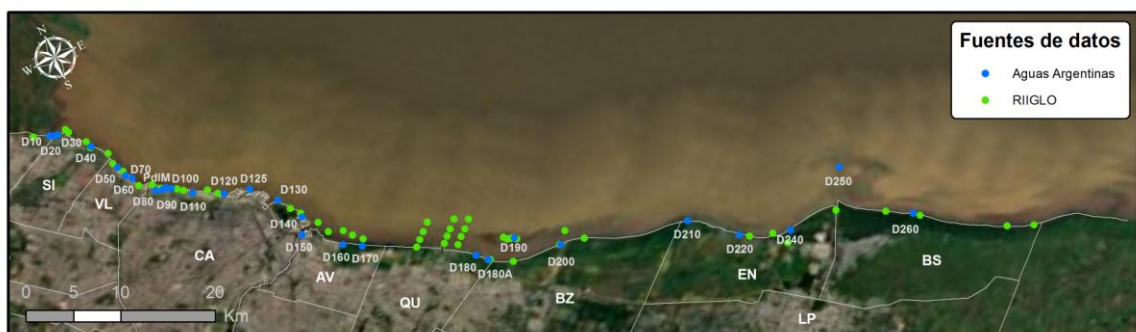 Fuentes de datos
Aguas Argentinas
RIIGLO
N
E
S
W
D10
D20
D30
D40
D50
D60
D70
PdlM
D80
D90
D100
D110
D120
D125
D130
D140
D150
D160
D170
D180
D180A
D190
D200
D210
D220
D240
D250
D260
SI
VL
CA
AV
QU
BZ
EN
LP
BS
0 10 20
Km